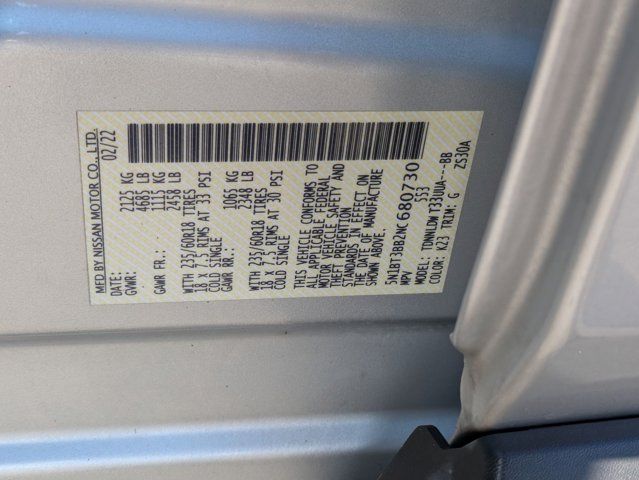 MFD BY NISSAN MOTOR CO., LTD.
DATE: 02/22
GVWR: 2125 KG
4685 LB
GAWR FR.: 1115 KG
2458 LB
WITH 235/60R18 TIRES
18 X 7.5 RIMS AT 33 PSI
COLD SINGLE
GAWR RR.: 1065 KG
2348 LB
WITH 235/60R18 TIRES
18 X 7.5 RIMS AT 30 PSI
COLD SINGLE
THIS VEHICLE CONFORMS TO
ALL APPLICABLE FEDERAL
MOTOR VEHICLE SAFETY AND
THEFT PREVENTION
STANDARDS IN EFFECT ON
THE DATE OF MANUFACTURE
SHOWN ABOVE.
5N1BT3BB2NC680730
MPV 553
MODEL: TDNNLDW T33UUA---BB
COLOR: K23 TRIM: G ZS30A